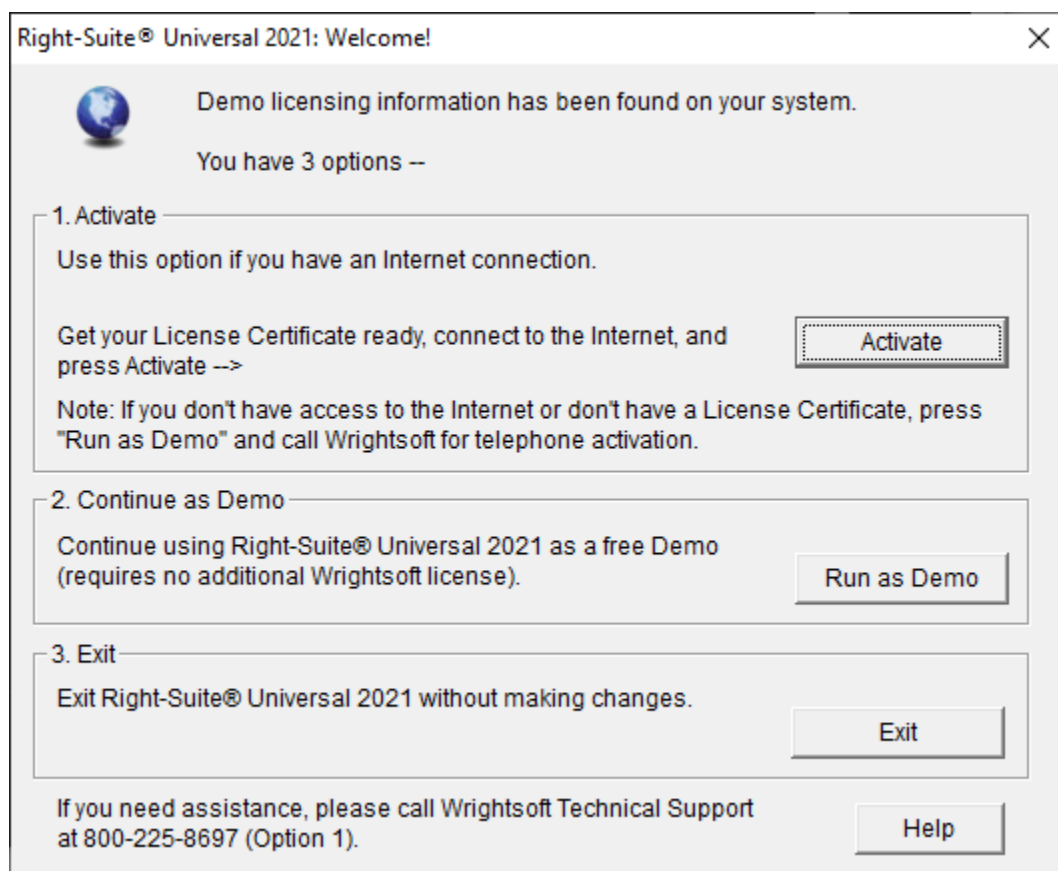 Right-Suite® Universal 2021: Welcome!
Demo licensing information has been found on your system.
You have 3 options --
1. Activate
Use this option if you have an Internet connection.
Get your License Certificate ready, connect to the Internet, and
press Activate -->
Activate
Note: If you don't have access to the Internet or don't have a License Certificate, press
"Run as Demo" and call Wrightsoft for telephone activation.
2. Continue as Demo
Continue using Right-Suite® Universal 2021 as a free Demo
(requires no additional Wrightsoft license).
Run as Demo
3. Exit
Exit Right-Suite® Universal 2021 without making changes.
Exit
If you need assistance, please call Wrightsoft Technical Support
at 800-225-8697 (Option 1).
Help